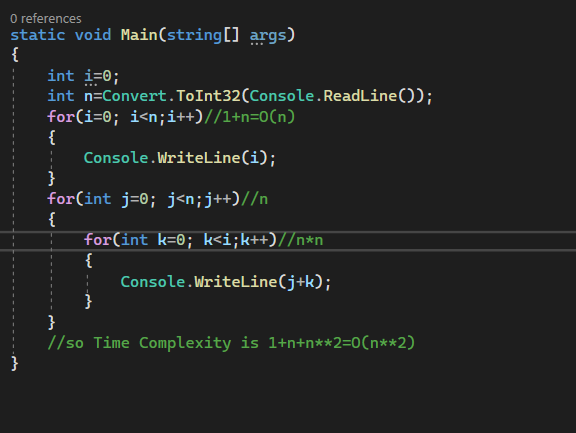 0 references
static void Main(string[] args)
{
int i=0;
int n=Convert.ToInt32(Console.ReadLine());
for(i=0; i<n;i++)//1+n=O(n)
{
Console.WriteLine(i);
}
for(int j=0; j<n;j++)//n
{
for(int k=0; k<i;k++)//n*n
{
Console.WriteLine(j+k);
}
}
//so Time Complexity is 1+n+n**2=O(n**2)
}